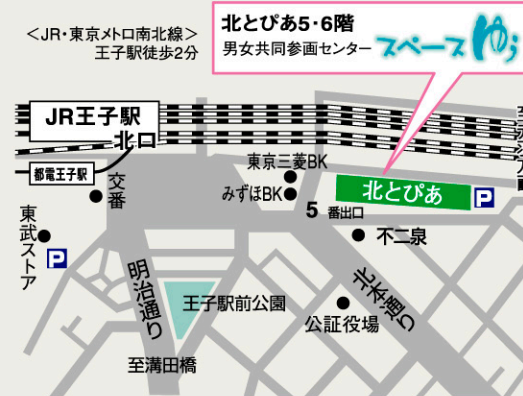 ＜JR・東京メトロ南北線＞
王子駅徒歩2分
北とぴあ5・6階
男女共同参画センター スペースゆう
JR王子駅
北口
都電王子駅
交番
東武ストア
P
東京三菱BK
みずほBK
5 番出口
北とぴあ
P
不二泉
明治通り
王子駅前公園
北本通り
公証役場
至溝田橋